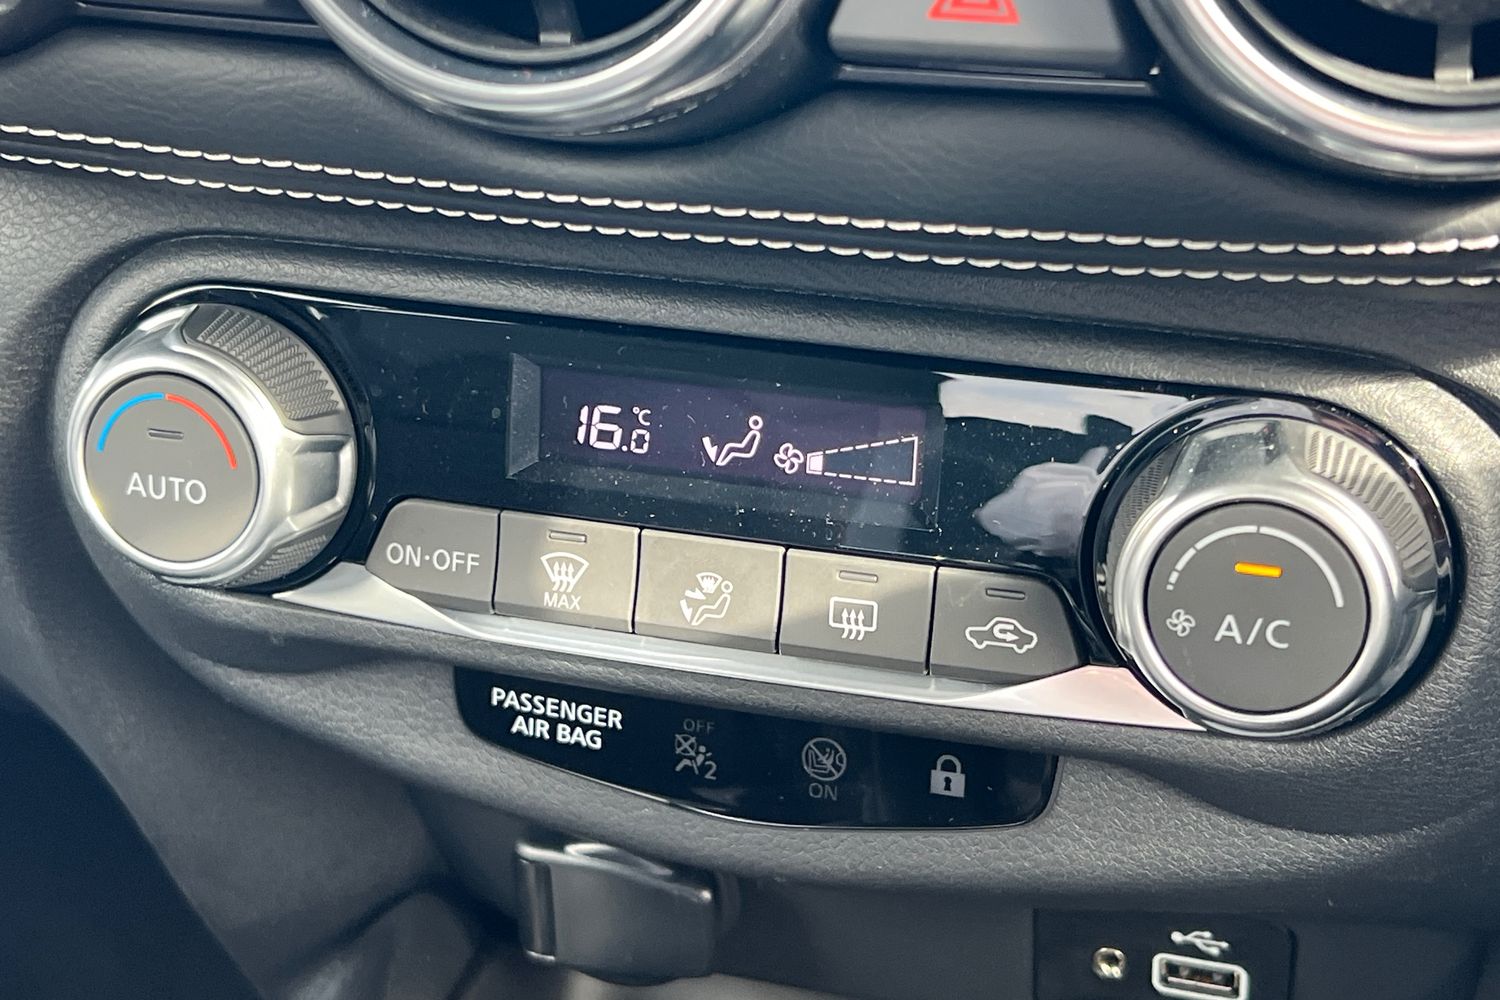 16.0 °C
AUTO
ON·OFF
MAX
A/C
PASSENGER
AIR BAG
OFF
2
ON